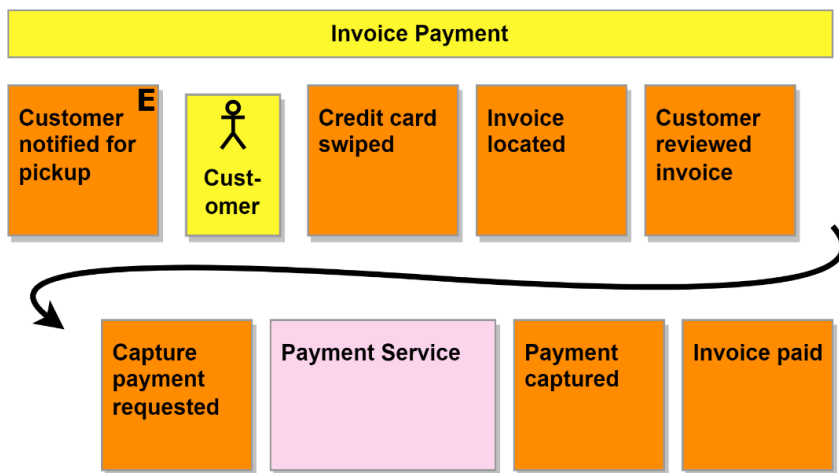 Invoice Payment
E
Customer
notified for
pickup
Cust-
omer
Credit card
swiped
Invoice
located
Customer
reviewed
invoice
Capture
payment
requested
Payment Service
Payment
captured
Invoice paid